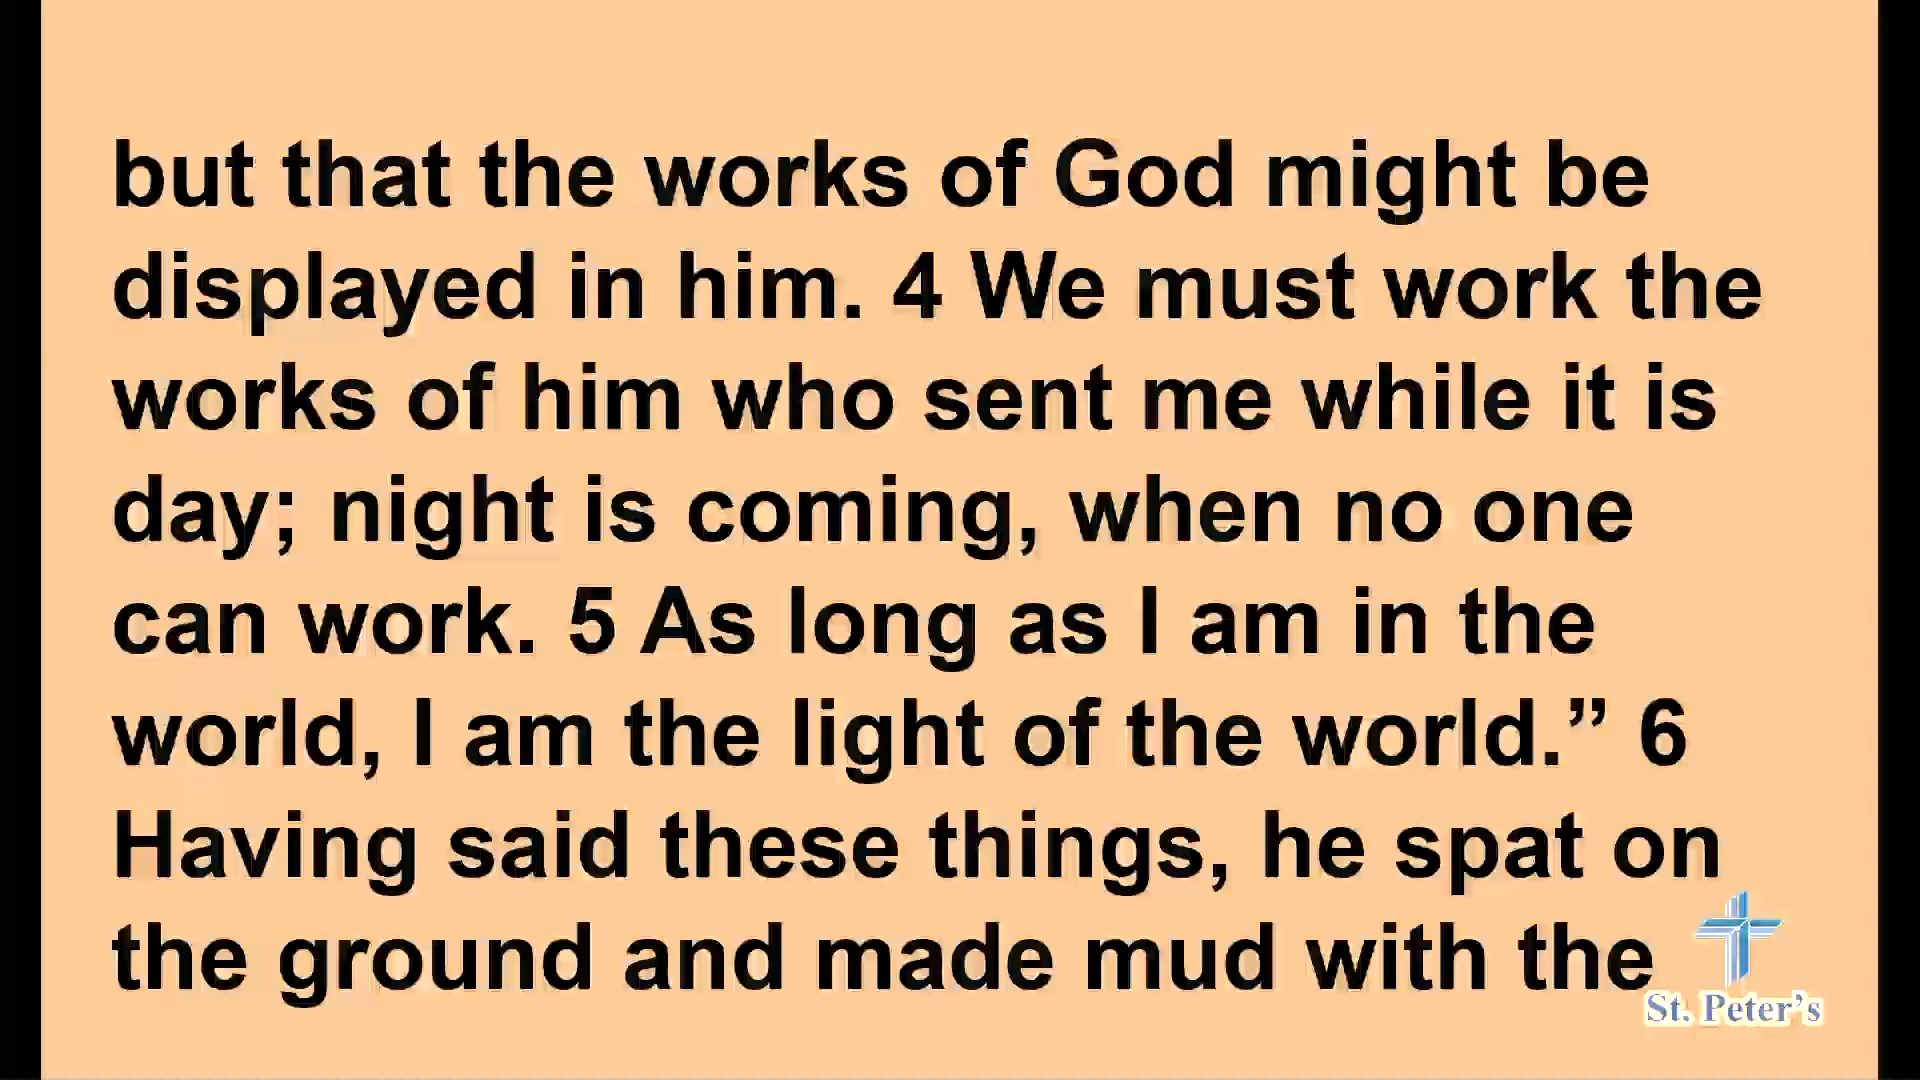 but that the works of God might be
displayed in him. 4 We must work the
works of him who sent me while it is
day; night is coming, when no one
can work. 5 As long as I am in the
world, I am the light of the world.” 6
Having said these things, he spat on
the ground and made mud with the
St. Peter’s